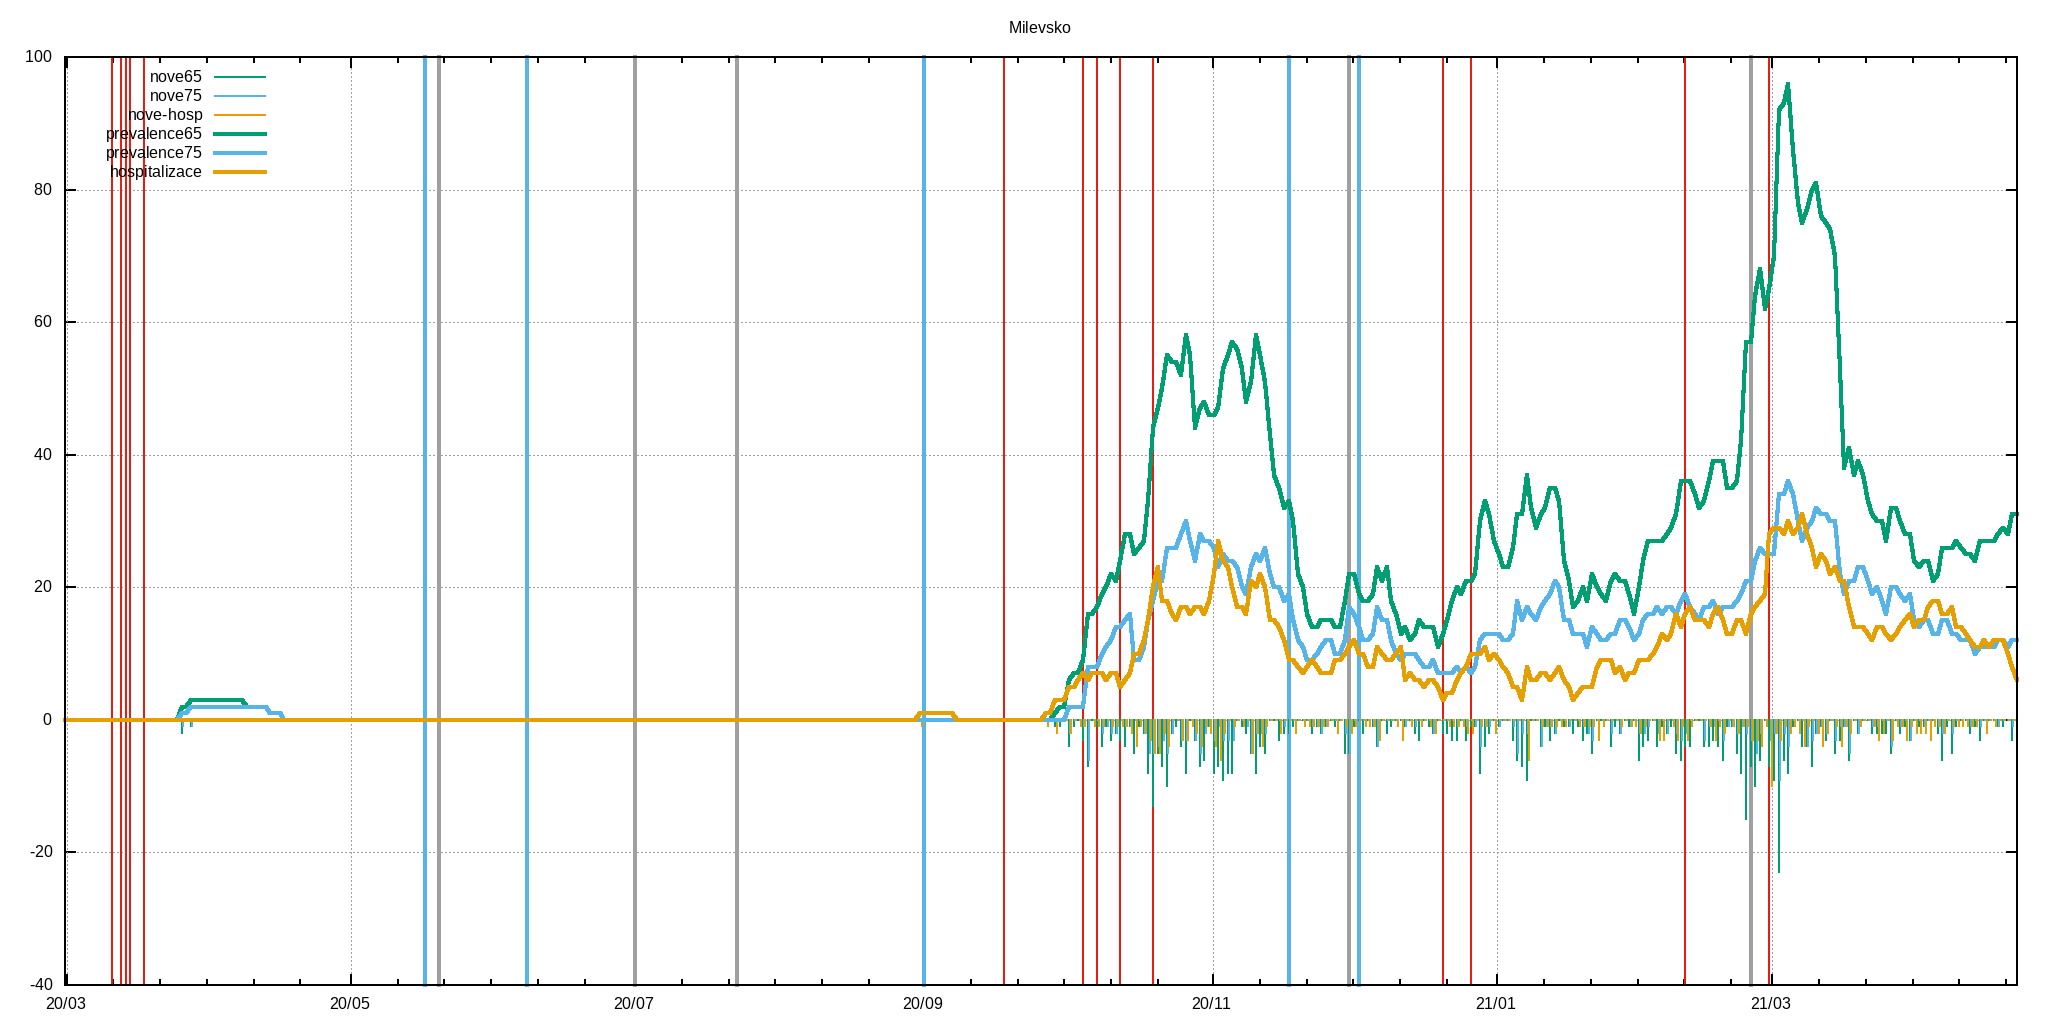 Milevsko
100
nove65
nove75
nove-hosp
prevalence65
prevalence75
hospitalizace
80
60
40
20
0
-20
-40
20/03 20/05 20/07 20/09 20/11 21/01 21/03